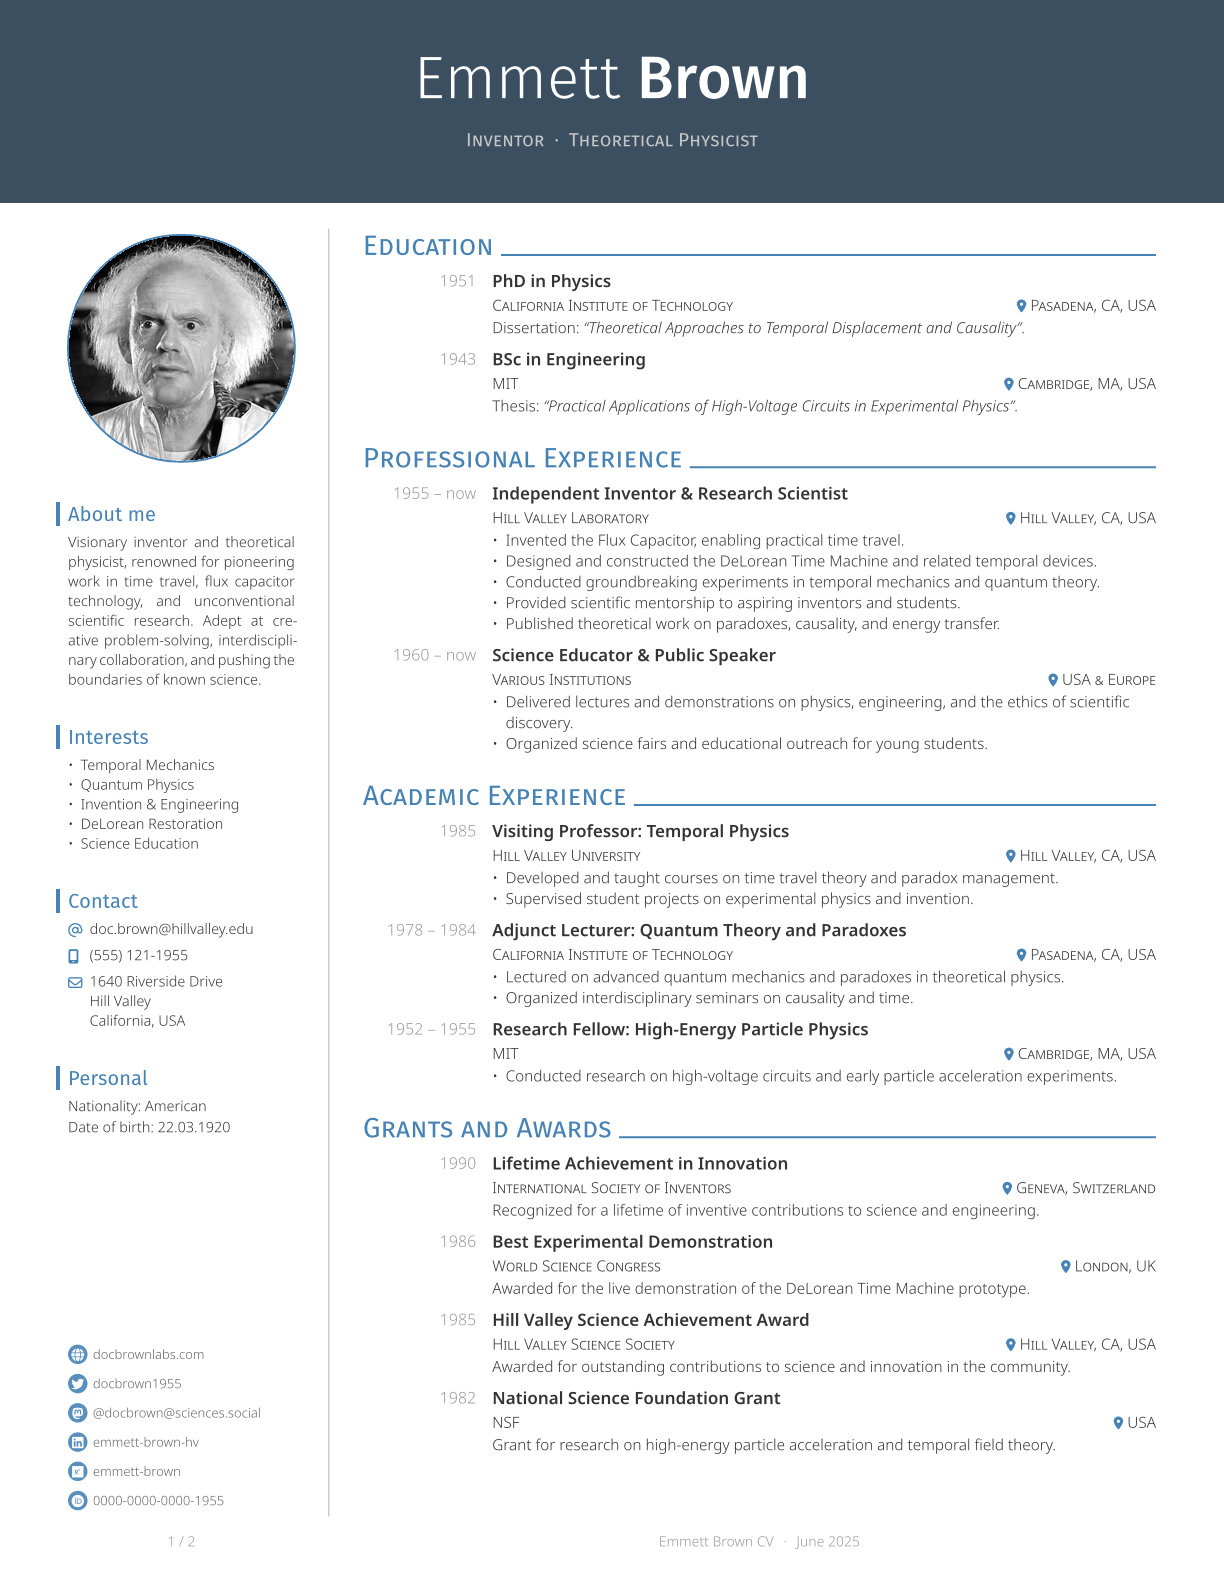 Emmett Brown
Inventor · Theoretical Physicist
About me
Visionary inventor and theoretical
physicist, renowned for pioneering
work in time travel, flux capacitor
technology, and unconventional
scientific research. Adept at cre-
ative problem-solving, interdiscipli-
nary collaboration, and pushing the
boundaries of known science.
Interests
• Temporal Mechanics
• Quantum Physics
• Invention & Engineering
• DeLorean Restoration
• Science Education
Contact
doc.brown@hillvalley.edu
(555) 121-1955
1640 Riverside Drive
Hill Valley
California, USA
Personal
Nationality: American
Date of birth: 22.03.1920
docbrownlabs.com
docbrown1955
@docbrown@sciences.social
emmett-brown-hv
emmett-brown
0000-0000-0000-1955
Education
1951 PhD in Physics
California Institute of Technology Pasadena, CA, USA
Dissertation: “Theoretical Approaches to Temporal Displacement and Causality”.
1943 BSc in Engineering
MIT Cambridge, MA, USA
Thesis: “Practical Applications of High-Voltage Circuits in Experimental Physics”.
Professional Experience
1955 – now Independent Inventor & Research Scientist
Hill Valley Laboratory Hill Valley, CA, USA
• Invented the Flux Capacitor, enabling practical time travel.
• Designed and constructed the DeLorean Time Machine and related temporal devices.
• Conducted groundbreaking experiments in temporal mechanics and quantum theory.
• Provided scientific mentorship to aspiring inventors and students.
• Published theoretical work on paradoxes, causality, and energy transfer.
1960 – now Science Educator & Public Speaker
Various Institutions USA & Europe
• Delivered lectures and demonstrations on physics, engineering, and the ethics of scientific
discovery.
• Organized science fairs and educational outreach for young students.
Academic Experience
1985 Visiting Professor: Temporal Physics
Hill Valley University Hill Valley, CA, USA
• Developed and taught courses on time travel theory and paradox management.
• Supervised student projects on experimental physics and invention.
1978 – 1984 Adjunct Lecturer: Quantum Theory and Paradoxes
California Institute of Technology Pasadena, CA, USA
• Lectured on advanced quantum mechanics and paradoxes in theoretical physics.
• Organized interdisciplinary seminars on causality and time.
1952 – 1955 Research Fellow: High-Energy Particle Physics
MIT Cambridge, MA, USA
• Conducted research on high-voltage circuits and early particle acceleration experiments.
Grants and Awards
1990 Lifetime Achievement in Innovation
International Society of Inventors Geneva, Switzerland
Recognized for a lifetime of inventive contributions to science and engineering.
1986 Best Experimental Demonstration
World Science Congress London, UK
Awarded for the live demonstration of the DeLorean Time Machine prototype.
1985 Hill Valley Science Achievement Award
Hill Valley Science Society Hill Valley, CA, USA
Awarded for outstanding contributions to science and innovation in the community.
1982 National Science Foundation Grant
NSF USA
Grant for research on high-energy particle acceleration and temporal field theory.
1 / 2
Emmett Brown CV · June 2025